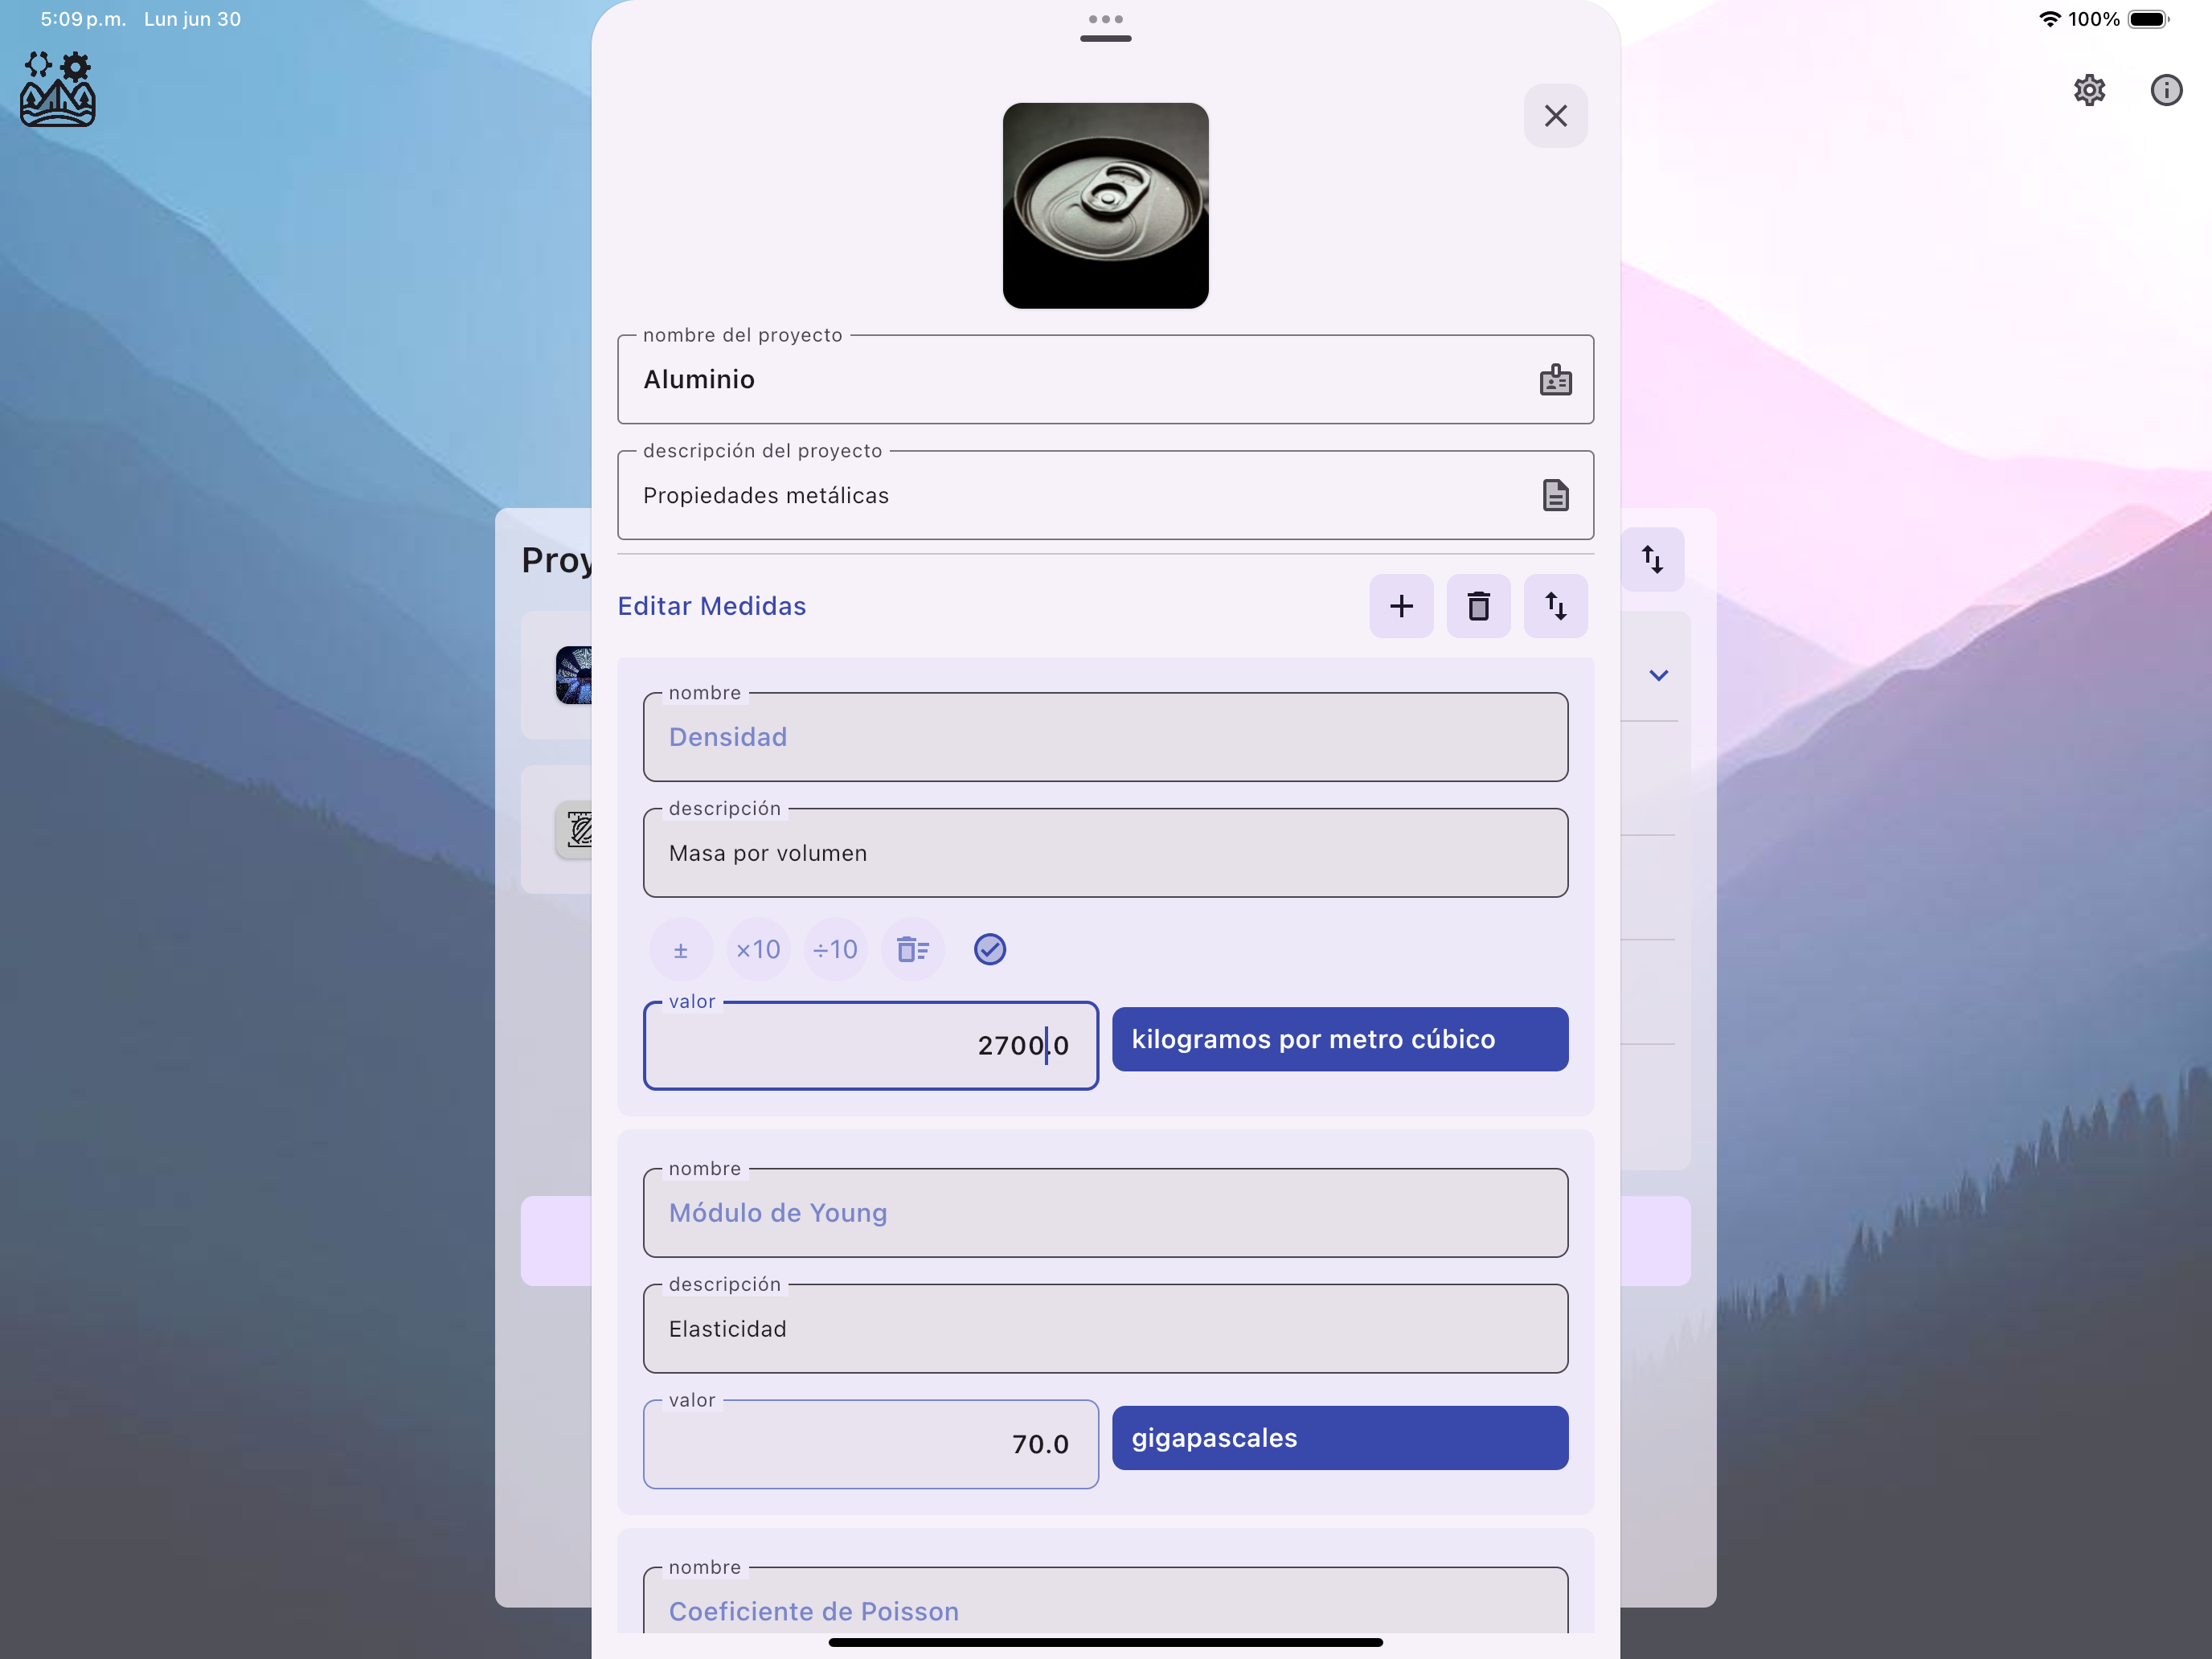 5:09 p.m. Lun jun 30
100%
nombre del proyecto
Aluminio
descripción del proyecto
Propiedades metálicas
Proy
Editar Medidas
nombre
Densidad
descripción
Masa por volumen
± ×10 ÷10
valor
2700.0 kilogramos por metro cúbico
nombre
Módulo de Young
descripción
Elasticidad
valor
70.0 gigapascales
nombre
Coeficiente de Poisson